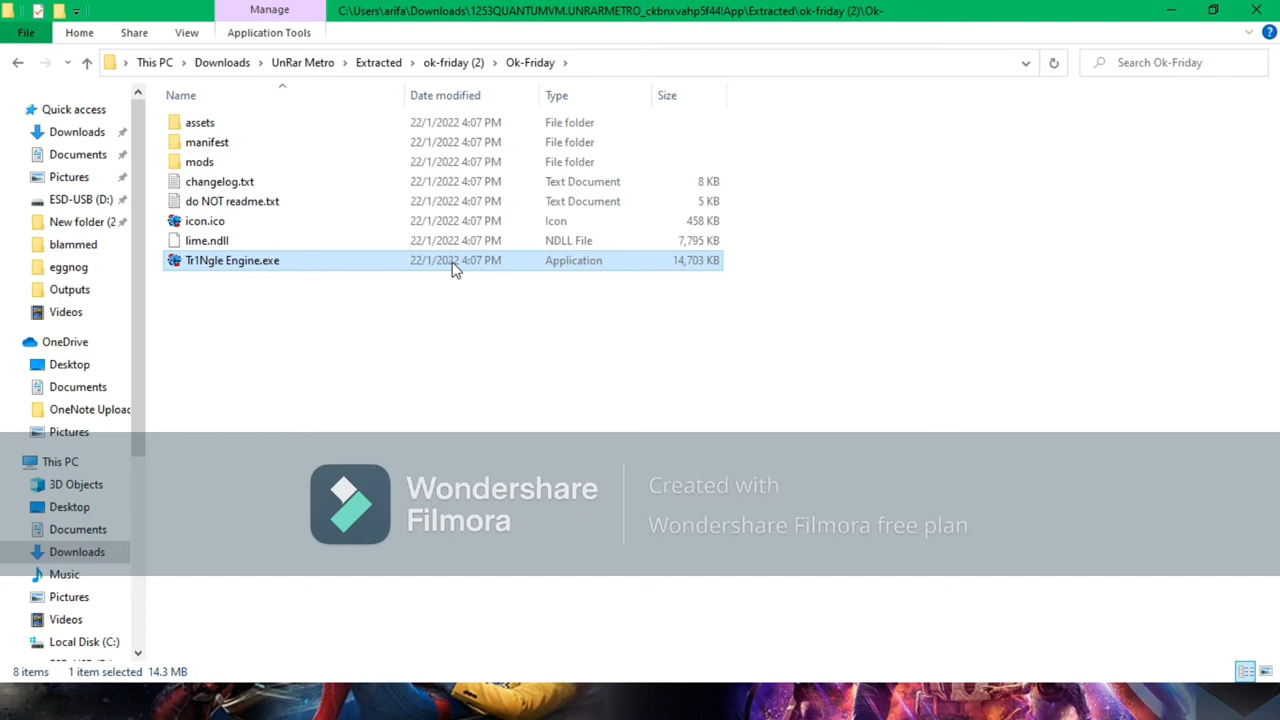 Manage
C:\Users\arifa\Downloads\1253QUANTUMVM.UNRARMETRO_ckbnxvahp5f44!App\Extracted\ok-friday (2)\Ok-
File Home Share View Application Tools
This PC Downloads UnRar Metro Extracted ok-friday (2) Ok-Friday Search Ok-Friday
Name Date modified Type Size
Quick access
Downloads
Documents
Pictures
ESD-USB (D:)
New folder (2
blammed
eggnog
Outputs
Videos
OneDrive
Desktop
Documents
OneNote Uploac
Pictures
This PC
3D Objects
Desktop
Documents
Downloads
Music
Pictures
Videos
Local Disk (C:)
assets 22/1/2022 4:07 PM File folder
manifest 22/1/2022 4:07 PM File folder
mods 22/1/2022 4:07 PM File folder
changelog.txt 22/1/2022 4:07 PM Text Document 8 KB
do NOT readme.txt 22/1/2022 4:07 PM Text Document 5 KB
icon.ico 22/1/2022 4:07 PM Icon 458 KB
lime.ndll 22/1/2022 4:07 PM NDLL File 7,795 KB
Tr1Ngle Engine.exe 22/1/2022 4:07 PM Application 14,703 KB
Wondershare
Filmora
Created with
Wondershare Filmora free plan
8 items 1 item selected 14.3 MB